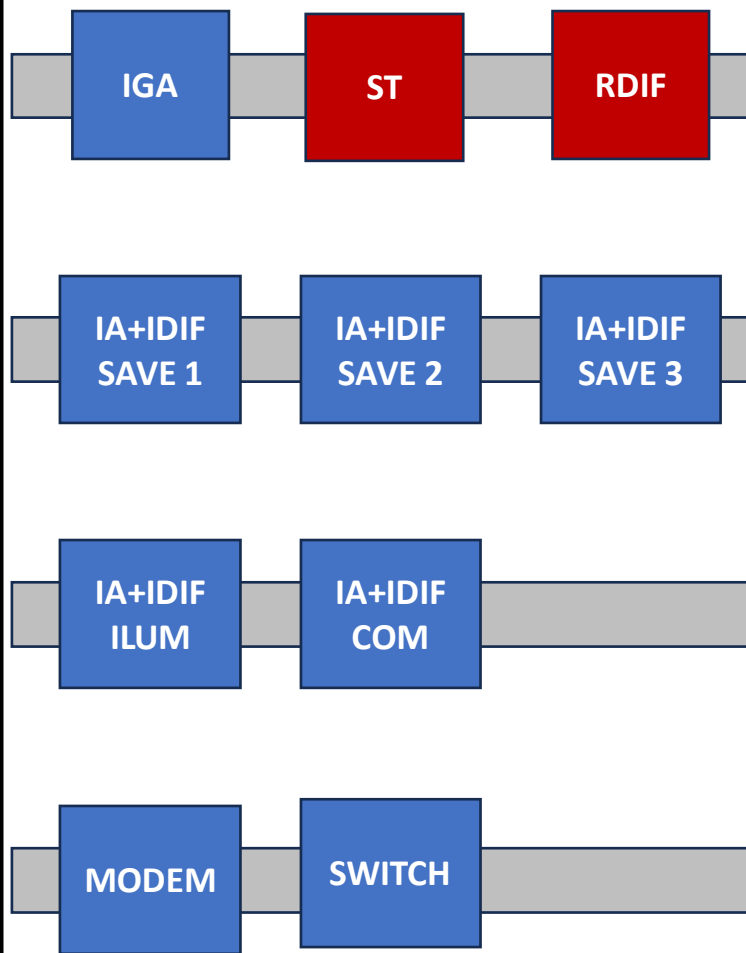 IGA
ST
RDIF
IA+IDIF
SAVE 1
IA+IDIF
SAVE 2
IA+IDIF
SAVE 3
IA+IDIF
ILUM
IA+IDIF
COM
MODEM
SWITCH